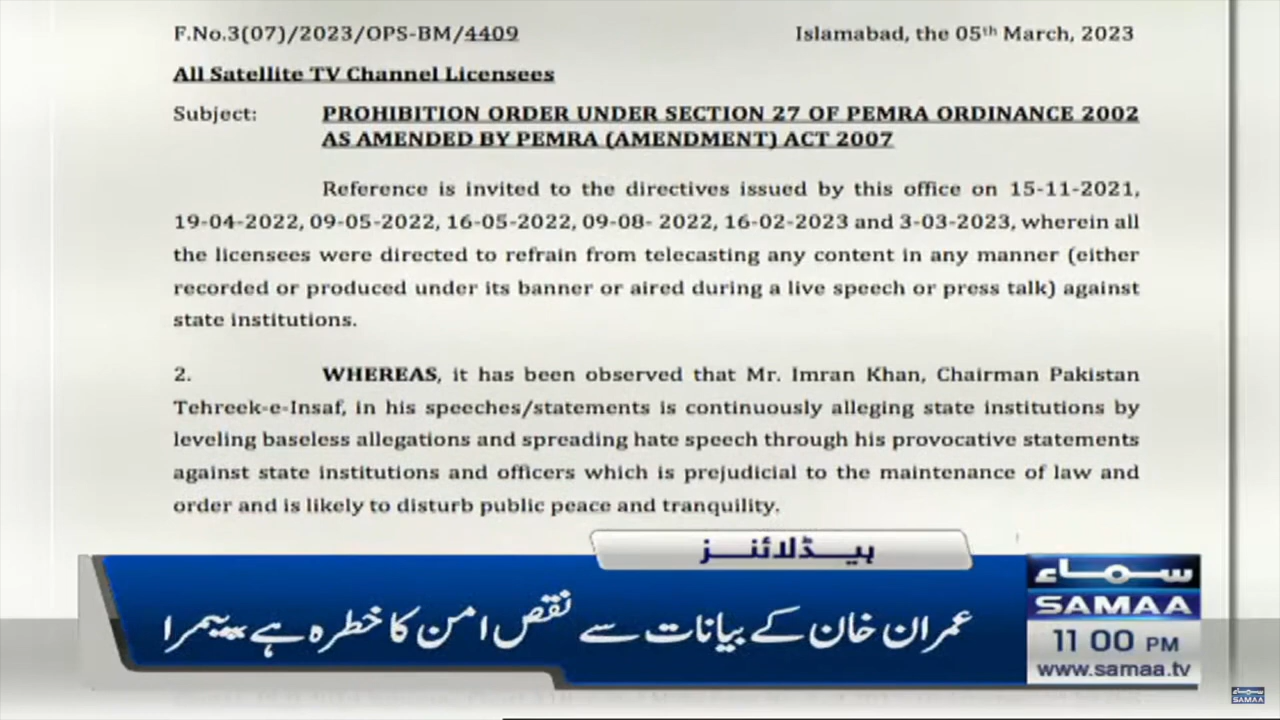 F.No.3(07)/2023/OPS-BM/4409 Islamabad, the 05th March, 2023
All Satellite TV Channel Licensees
Subject: PROHIBITION ORDER UNDER SECTION 27 OF PEMRA ORDINANCE 2002
AS AMENDED BY PEMRA (AMENDMENT) ACT 2007
Reference is invited to the directives issued by this office on 15-11-2021,
19-04-2022, 09-05-2022, 16-05-2022, 09-08- 2022, 16-02-2023 and 3-03-2023, wherein all
the licensees were directed to refrain from telecasting any content in any manner (either
recorded or produced under its banner or aired during a live speech or press talk) against
state institutions.
2. WHEREAS, it has been observed that Mr. Imran Khan, Chairman Pakistan
Tehreek-e-Insaf, in his speeches/statements is continuously alleging state institutions by
leveling baseless allegations and spreading hate speech through his provocative statements
against state institutions and officers which is prejudicial to the maintenance of law and
order and is likely to disturb public peace and tranquility.
ہیڈلائنز
عمران خان کے بیانات سے نقص امن کا خطرہ ہے، پیمرا
سماء
SAMAA
11 00 PM
www.samaa.tv
سماء
SAMAA